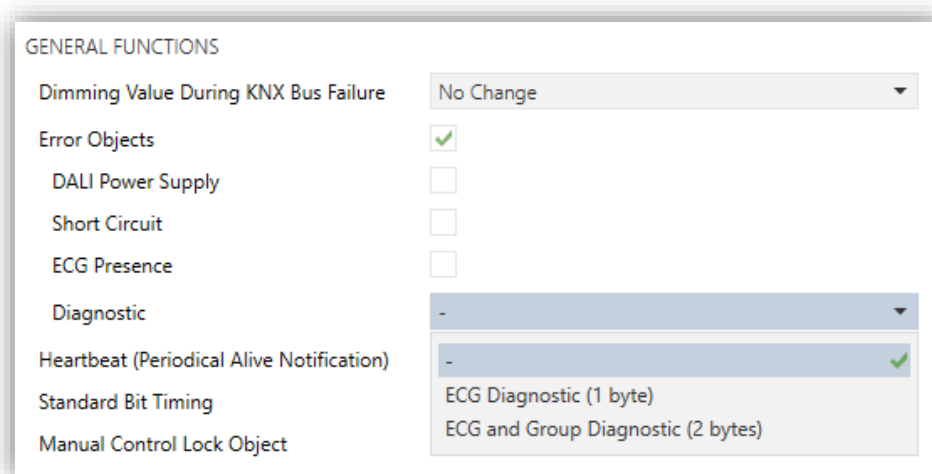 GENERAL FUNCTIONS
Dimming Value During KNX Bus Failure No Change
Error Objects
DALI Power Supply
Short Circuit
ECG Presence
Diagnostic -
Heartbeat (Periodical Alive Notification) -
Standard Bit Timing ECG Diagnostic (1 byte)
Manual Control Lock Object ECG and Group Diagnostic (2 bytes)